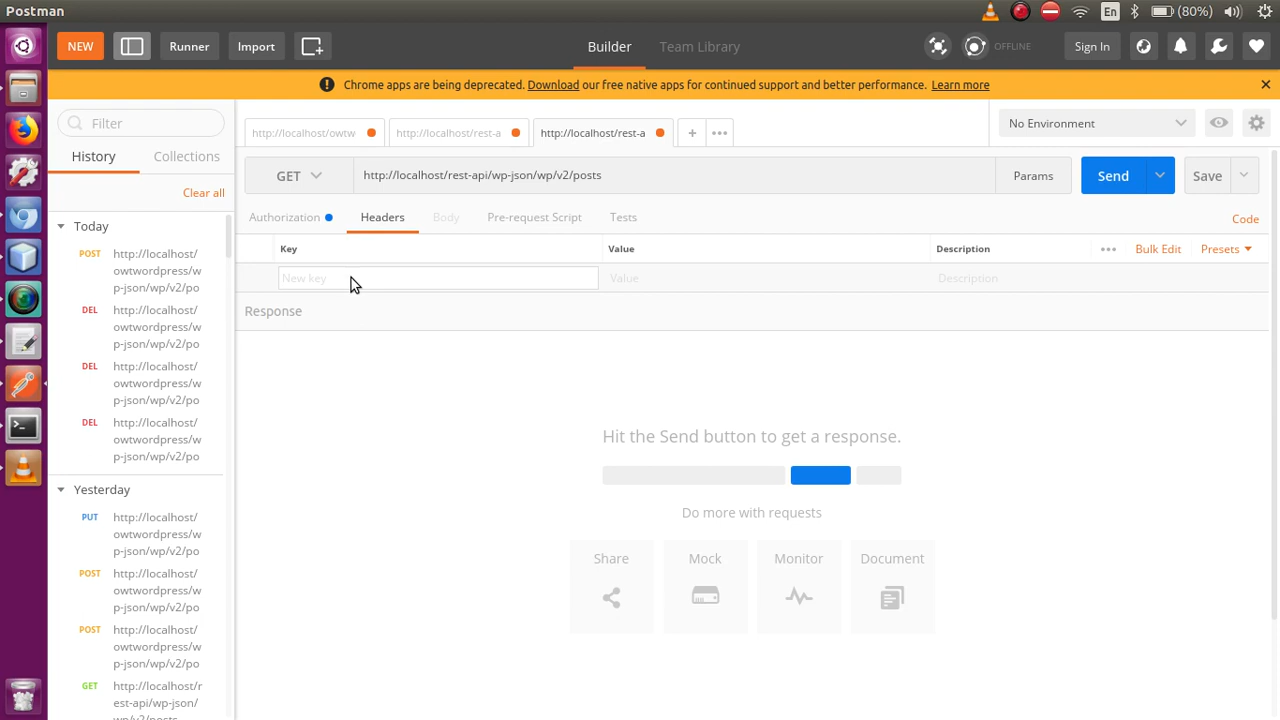 Postman
En
(80%)
NEW
Runner
Import
Builder
Team Library
OFFLINE
Sign In
Chrome apps are being deprecated. Download our free native apps for continued support and better performance. Learn more
Filter
History
Collections
Clear all
Today
POST
http://localhost/
owtwordpress/w
p-json/wp/v2/po
DEL
http://localhost/
owtwordpress/w
p-json/wp/v2/po
DEL
http://localhost/
owtwordpress/w
p-json/wp/v2/po
DEL
http://localhost/
owtwordpress/w
p-json/wp/v2/po
Yesterday
PUT
http://localhost/
owtwordpress/w
p-json/wp/v2/po
POST
http://localhost/
owtwordpress/w
p-json/wp/v2/po
POST
http://localhost/
owtwordpress/w
p-json/wp/v2/po
GET
http://localhost/r
est-api/wp-json/
wp/v2/posts
http://localhost/owtw
http://localhost/rest-a
http://localhost/rest-a
No Environment
GET
http://localhost/rest-api/wp-json/wp/v2/posts
Params
Send
Save
Authorization
Headers
Body
Pre-request Script
Tests
Code
Key
Value
Description
Bulk Edit
Presets
New key
Value
Description
Response
Hit the Send button to get a response.
Do more with requests
Share
Mock
Monitor
Document